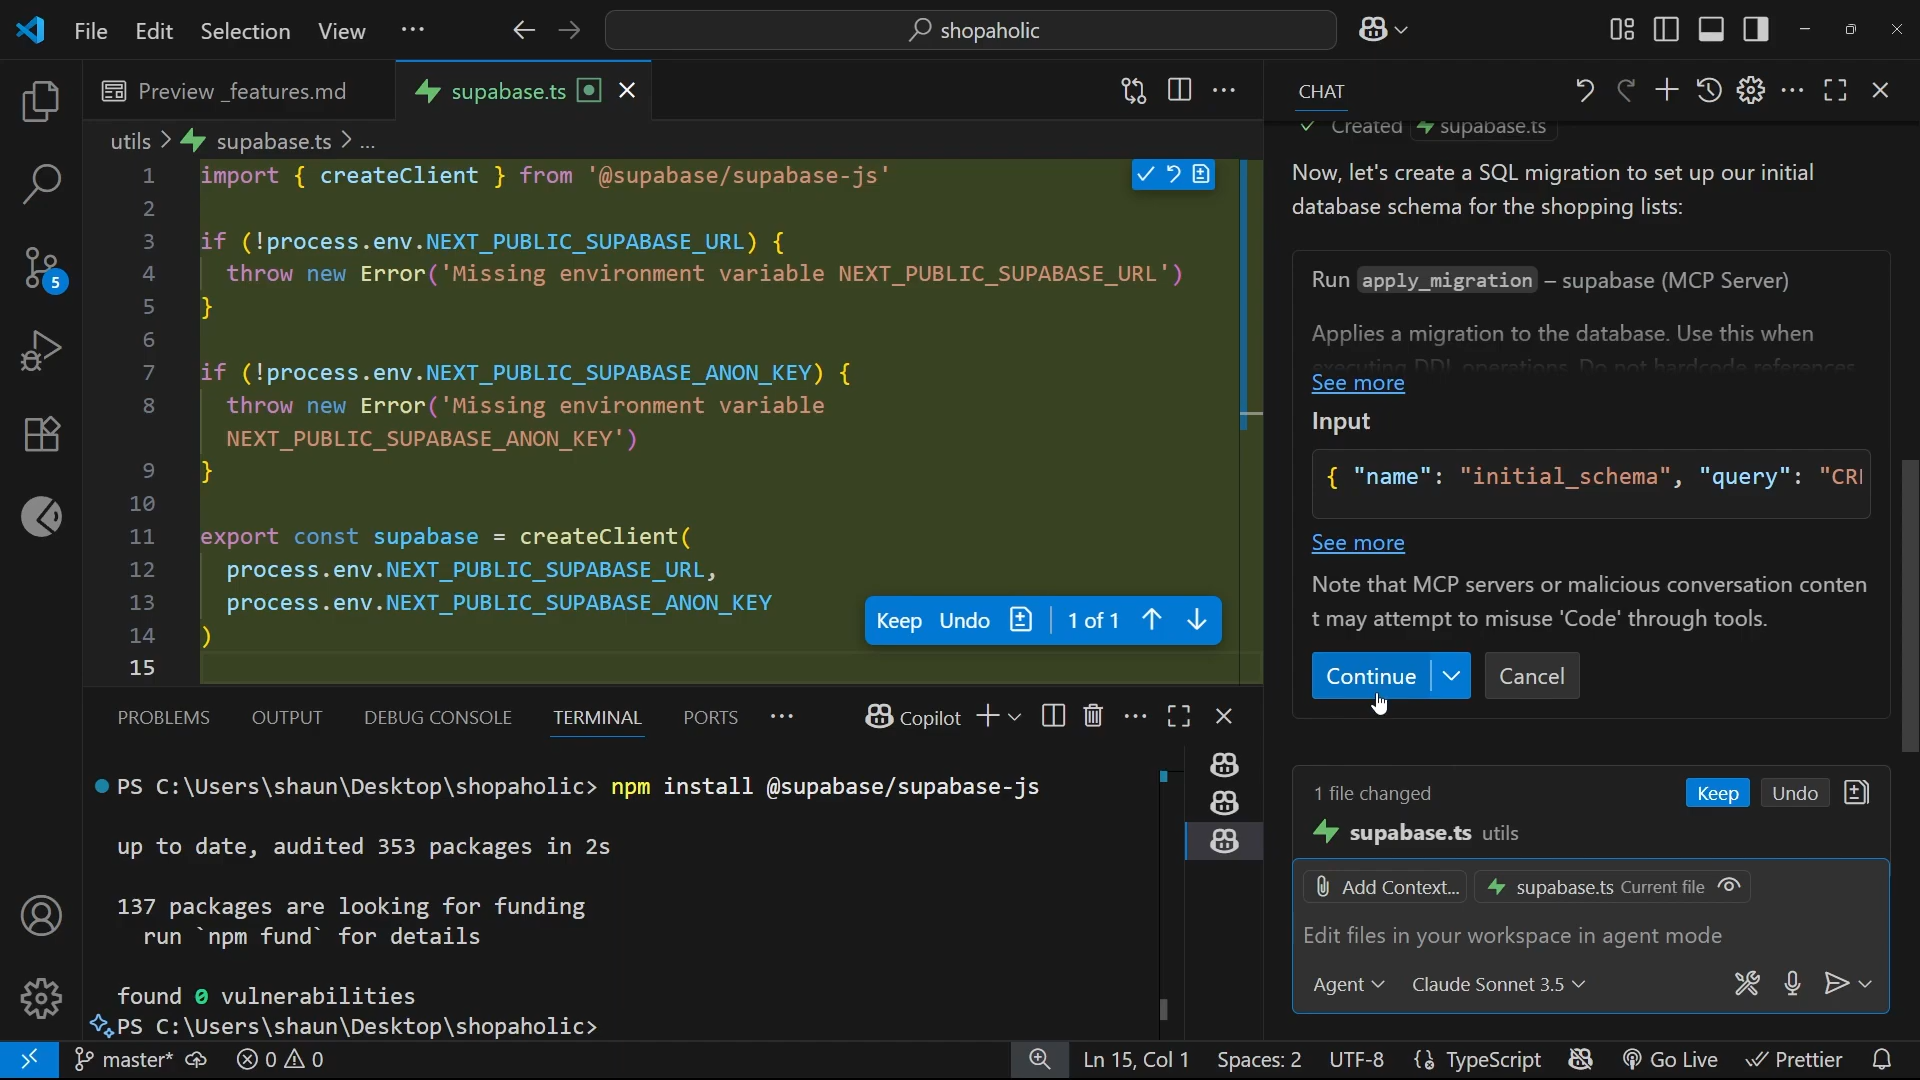 File Edit Selection View ··· shopaholic
Preview _features.md supabase.ts
utils > supabase.ts > ...
1 import { createClient } from '@supabase/supabase-js'
2
3 if (!process.env.NEXT_PUBLIC_SUPABASE_URL) {
4 throw new Error('Missing environment variable NEXT_PUBLIC_SUPABASE_URL')
5 }
6
7 if (!process.env.NEXT_PUBLIC_SUPABASE_ANON_KEY) {
8 throw new Error('Missing environment variable
NEXT_PUBLIC_SUPABASE_ANON_KEY')
9 }
10
11 export const supabase = createClient(
12 process.env.NEXT_PUBLIC_SUPABASE_URL,
13 process.env.NEXT_PUBLIC_SUPABASE_ANON_KEY
14 )
15
Keep Undo 1 of 1
5
PROBLEMS OUTPUT DEBUG CONSOLE TERMINAL PORTS ··· Copilot
PS C:\Users\shaun\Desktop\shopaholic> npm install @supabase/supabase-js
up to date, audited 353 packages in 2s
137 packages are looking for funding
run `npm fund` for details
found 0 vulnerabilities
PS C:\Users\shaun\Desktop\shopaholic>
CHAT
Created supabase.ts
Now, let's create a SQL migration to set up our initial
database schema for the shopping lists:
Run apply_migration – supabase (MCP Server)
Applies a migration to the database. Use this when
executing DDL operations. Do not hardcode references
See more
Input
{ "name": "initial_schema", "query": "CRI
See more
Note that MCP servers or malicious conversation conten
t may attempt to misuse 'Code' through tools.
Continue Cancel
1 file changed Keep Undo
supabase.ts utils
Add Context... supabase.ts Current file
Edit files in your workspace in agent mode
Agent Claude Sonnet 3.5
master* 0 0 Ln 15, Col 1 Spaces: 2 UTF-8 {} TypeScript Go Live Prettier